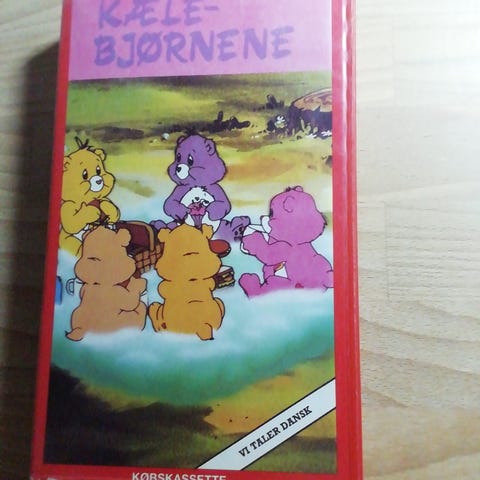 KÆLE-
BJØRNENE
VI TALER DANSK
KØBSKASSETTE